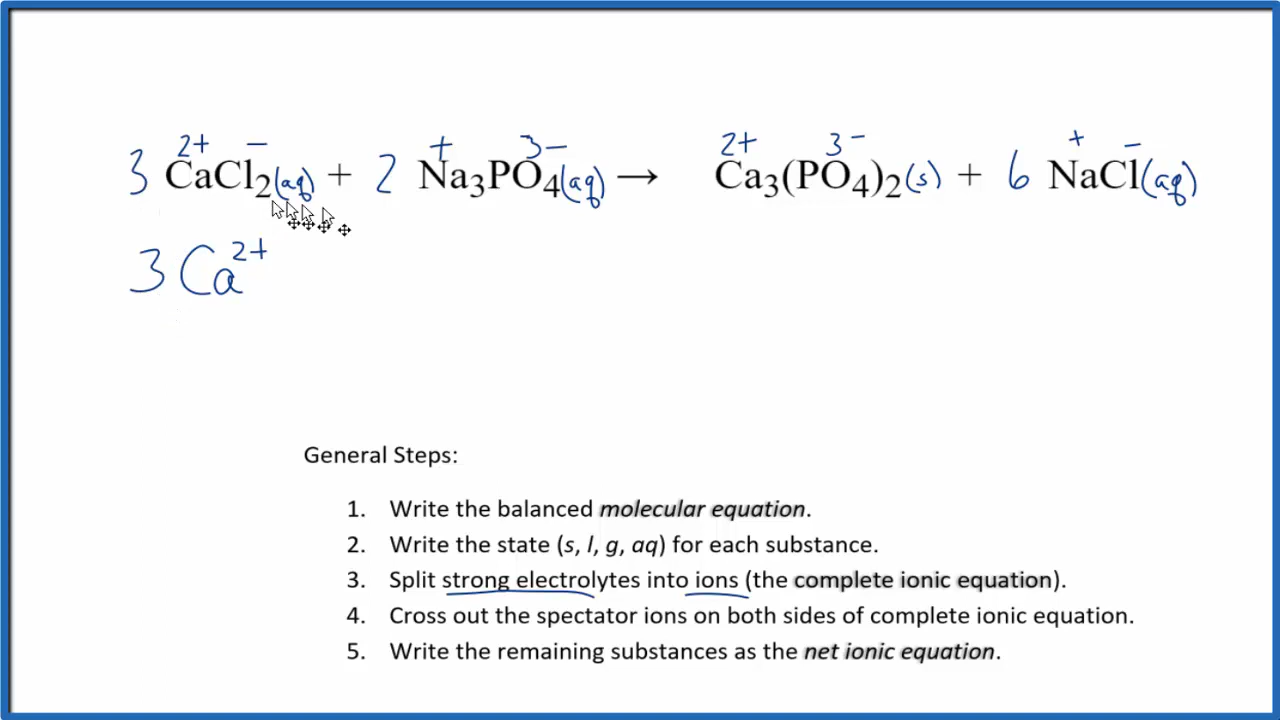 3 CaCl₂(aq) + 2 Na₃PO₄(aq) → Ca₃(PO₄)₂(s) + 6 NaCl(aq)
2+ − + 3− 2+ 3− + −
3 Ca²⁺
General Steps:
1. Write the balanced molecular equation.
2. Write the state (s, l, g, aq) for each substance.
3. Split strong electrolytes into ions (the complete ionic equation).
4. Cross out the spectator ions on both sides of complete ionic equation.
5. Write the remaining substances as the net ionic equation.